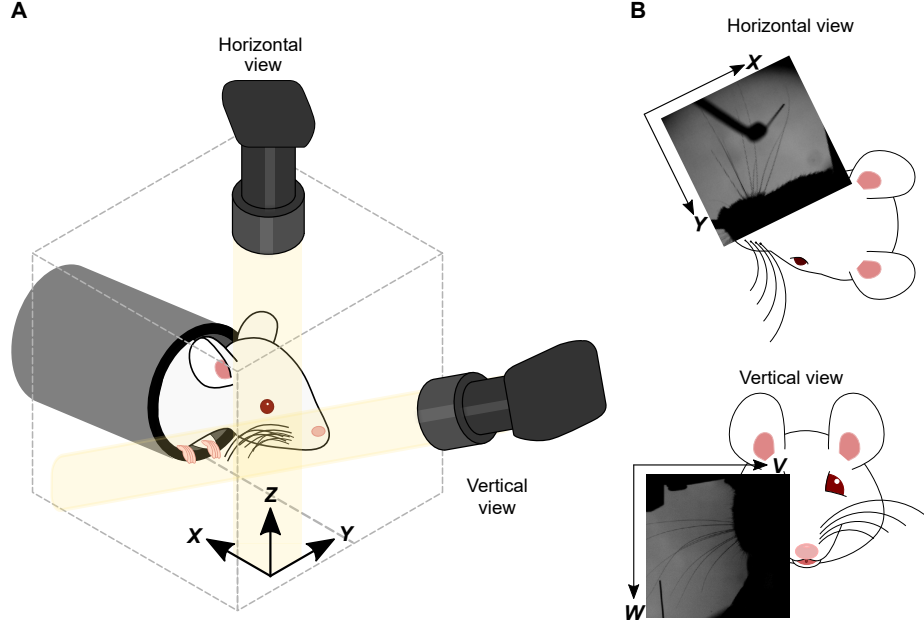 A
Horizontal
view
Vertical
view
Z
X
Y
B
Horizontal view
X
Y
Vertical view
V
W